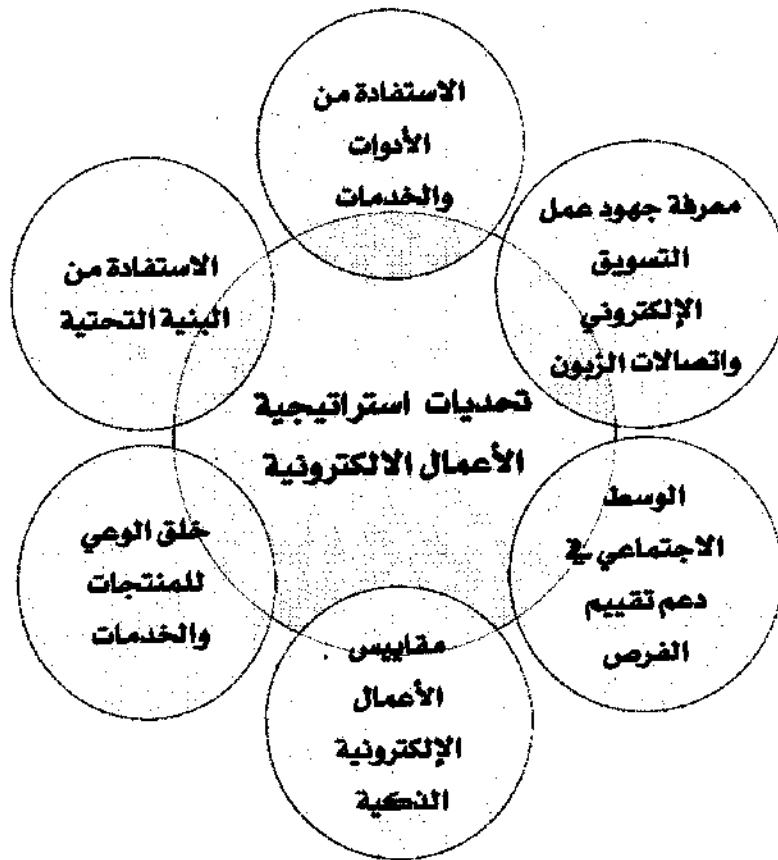 الاستفادة من
الأدوات
والخدمات
معرفة جهود عمل
التسويق
الإلكتروني
واتصالات الزبون
الوسط
الاجتماعي في
دعم تقييم
الفرص
مقاييس
الأعمال
الإلكترونية
الذكية
خلق الوعي
للمنتجات
والخدمات
الاستفادة من
البنية التحتية
تحديات استراتيجية
الأعمال الالكترونية